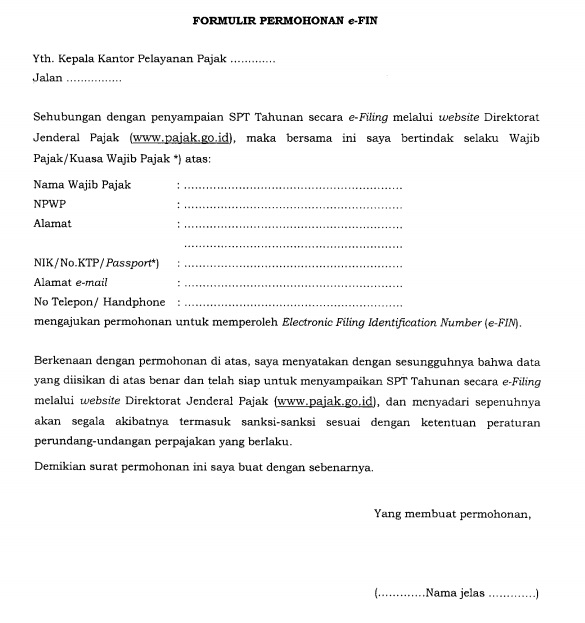 FORMULIR PERMOHONAN e-FIN
Yth. Kepala Kantor Pelayanan Pajak .............
Jalan ................
Sehubungan dengan penyampaian SPT Tahunan secara e-Filing melalui website Direktorat
Jenderal Pajak (www.pajak.go.id), maka bersama ini saya bertindak selaku Wajib
Pajak/Kuasa Wajib Pajak *) atas:
Nama Wajib Pajak : ..............................................................
NPWP : ..............................................................
Alamat : ..............................................................
..............................................................
NIK/No.KTP/Passport*) : ..............................................................
Alamat e-mail : ..............................................................
No Telepon/ Handphone : ..............................................................
mengajukan permohonan untuk memperoleh Electronic Filing Identification Number (e-FIN).
Berkenaan dengan permohonan di atas, saya menyatakan dengan sesungguhnya bahwa data
yang diisikan di atas benar dan telah siap untuk menyampaikan SPT Tahunan secara e-Filing
melalui website Direktorat Jenderal Pajak (www.pajak.go.id), dan menyadari sepenuhnya
akan segala akibatnya termasuk sanksi-sanksi sesuai dengan ketentuan peraturan
perundang-undangan perpajakan yang berlaku.
Demikian surat permohonan ini saya buat dengan sebenarnya.
Yang membuat permohonan,
(.............Nama jelas .............)